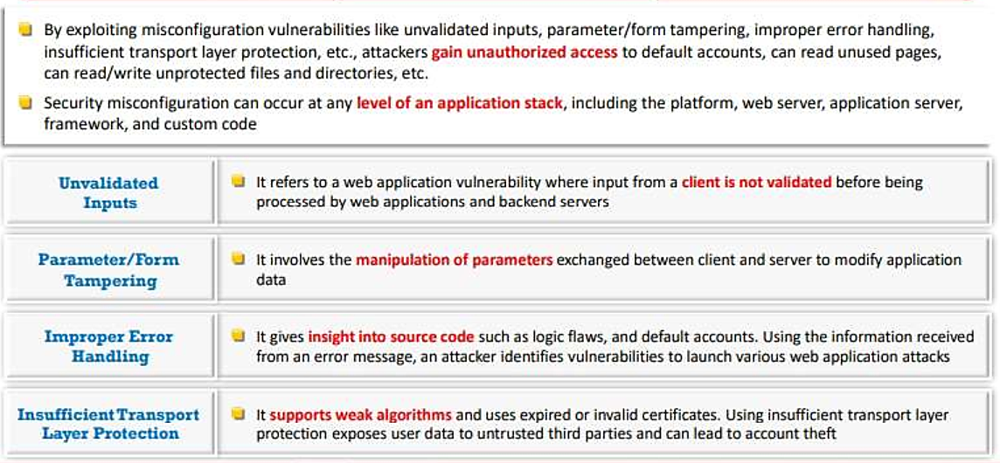 By exploiting misconfiguration vulnerabilities like unvalidated inputs, parameter/form tampering, improper error handling,
insufficient transport layer protection, etc., attackers gain unauthorized access to default accounts, can read unused pages,
can read/write unprotected files and directories, etc.
Security misconfiguration can occur at any level of an application stack, including the platform, web server, application server,
framework, and custom code
Unvalidated
Inputs
It refers to a web application vulnerability where input from a client is not validated before being
processed by web applications and backend servers
Parameter/Form
Tampering
It involves the manipulation of parameters exchanged between client and server to modify application
data
Improper Error
Handling
It gives insight into source code such as logic flaws, and default accounts. Using the information received
from an error message, an attacker identifies vulnerabilities to launch various web application attacks
Insufficient Transport
Layer Protection
It supports weak algorithms and uses expired or invalid certificates. Using insufficient transport layer
protection exposes user data to untrusted third parties and can lead to account theft